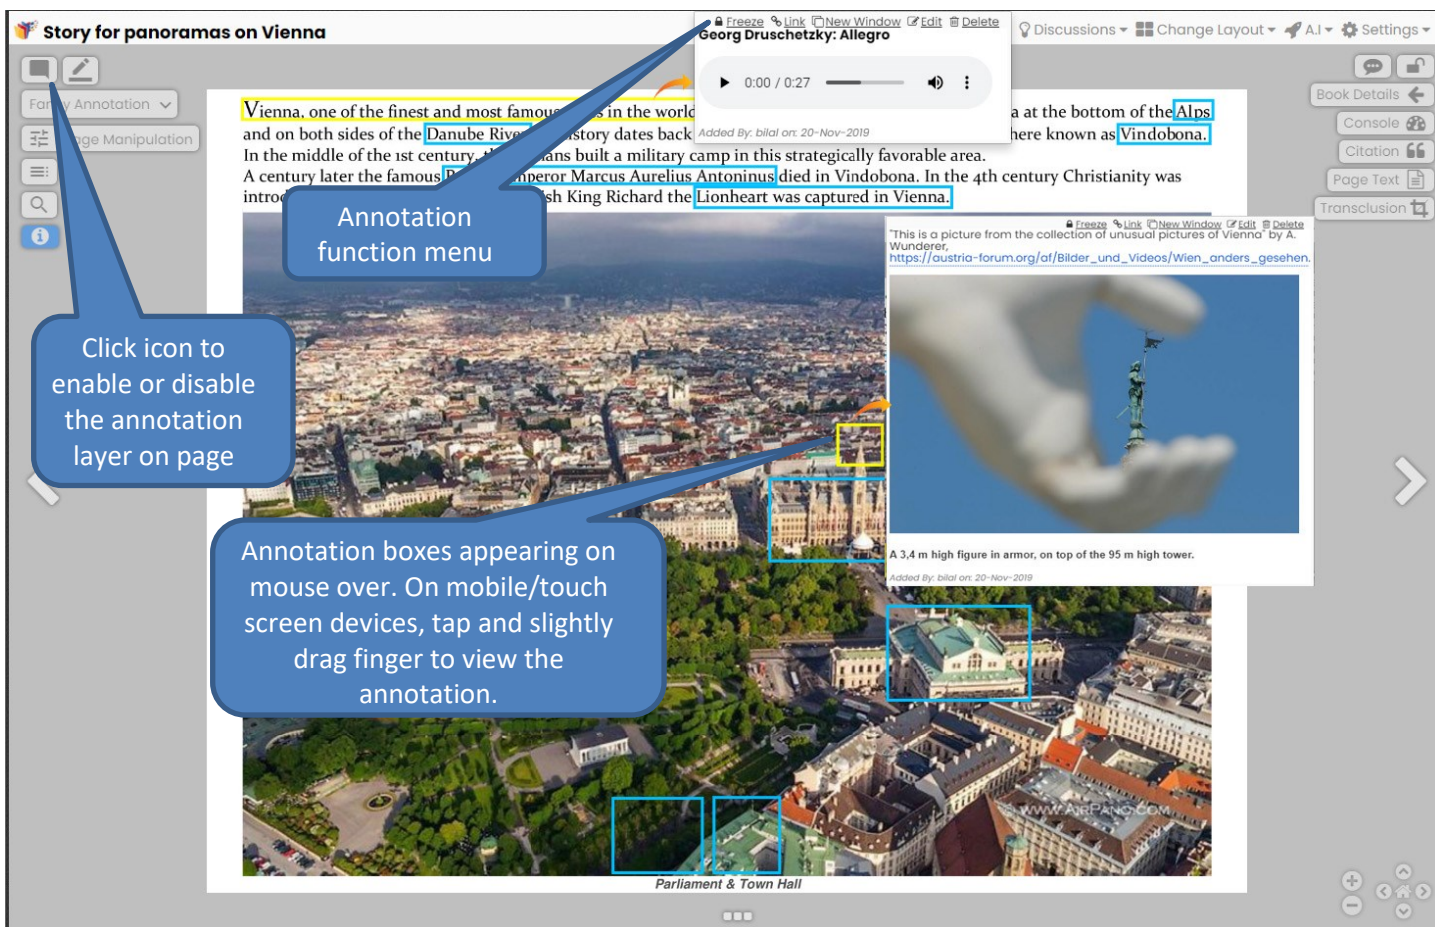 Story for panoramas on Vienna
Freeze Link New Window Edit Delete
Georg Druschetzky: Allegro
0:00 / 0:27
Added By: bilal on: 20-Nov-2019
Discussions
Change Layout
A.I
Settings
Annotation
Manipulation
Book Details
Console
Citation
Page Text
Transclusion
Vienna, one of the finest and most in the world a at the bottom of the Alps
and on both sides of the Danube story dates back here known as Vindobona.
In the middle of the 1st century, built a military camp in this strategically favorable area.
A century later the famous Marcus Aurelius Antoninus died in Vindobona. In the 4th century Christianity was
King Richard the Lionheart was captured in Vienna.
Annotation
function menu
Click icon to
enable or disable
the annotation
layer on page
Freeze Link New Window Edit Delete
"This is a picture from the collection of unusual pictures of Vienna" by A.
Wunderer,
https://austria-forum.org/af/Bilder_und_Videos/Wien_anders_gesehen.
A 3,4 m high figure in armor, on top of the 95 m high tower.
Added By: bilal on: 20-Nov-2019
Annotation boxes appearing on
mouse over. On mobile/touch
screen devices, tap and slightly
drag finger to view the
annotation.
www.AirPano.com
Parliament & Town Hall